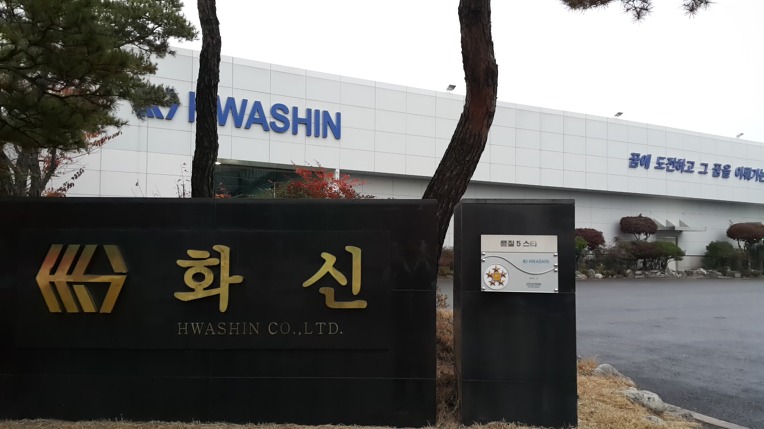 HWASHIN
꿈에 도전하고 그 꿈을 이뤄가는
화신
HWASHIN CO.,LTD.
품질 5 스타
HWASHIN